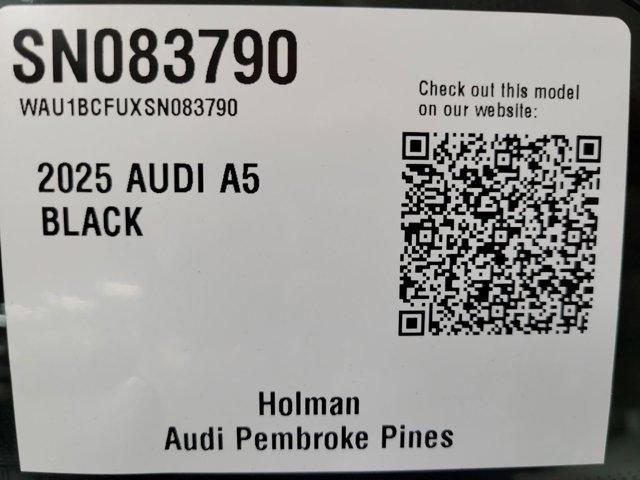 SN083790
WAU1BCFUXSN083790
Check out this model
on our website:
2025 AUDI A5
BLACK
Holman
Audi Pembroke Pines